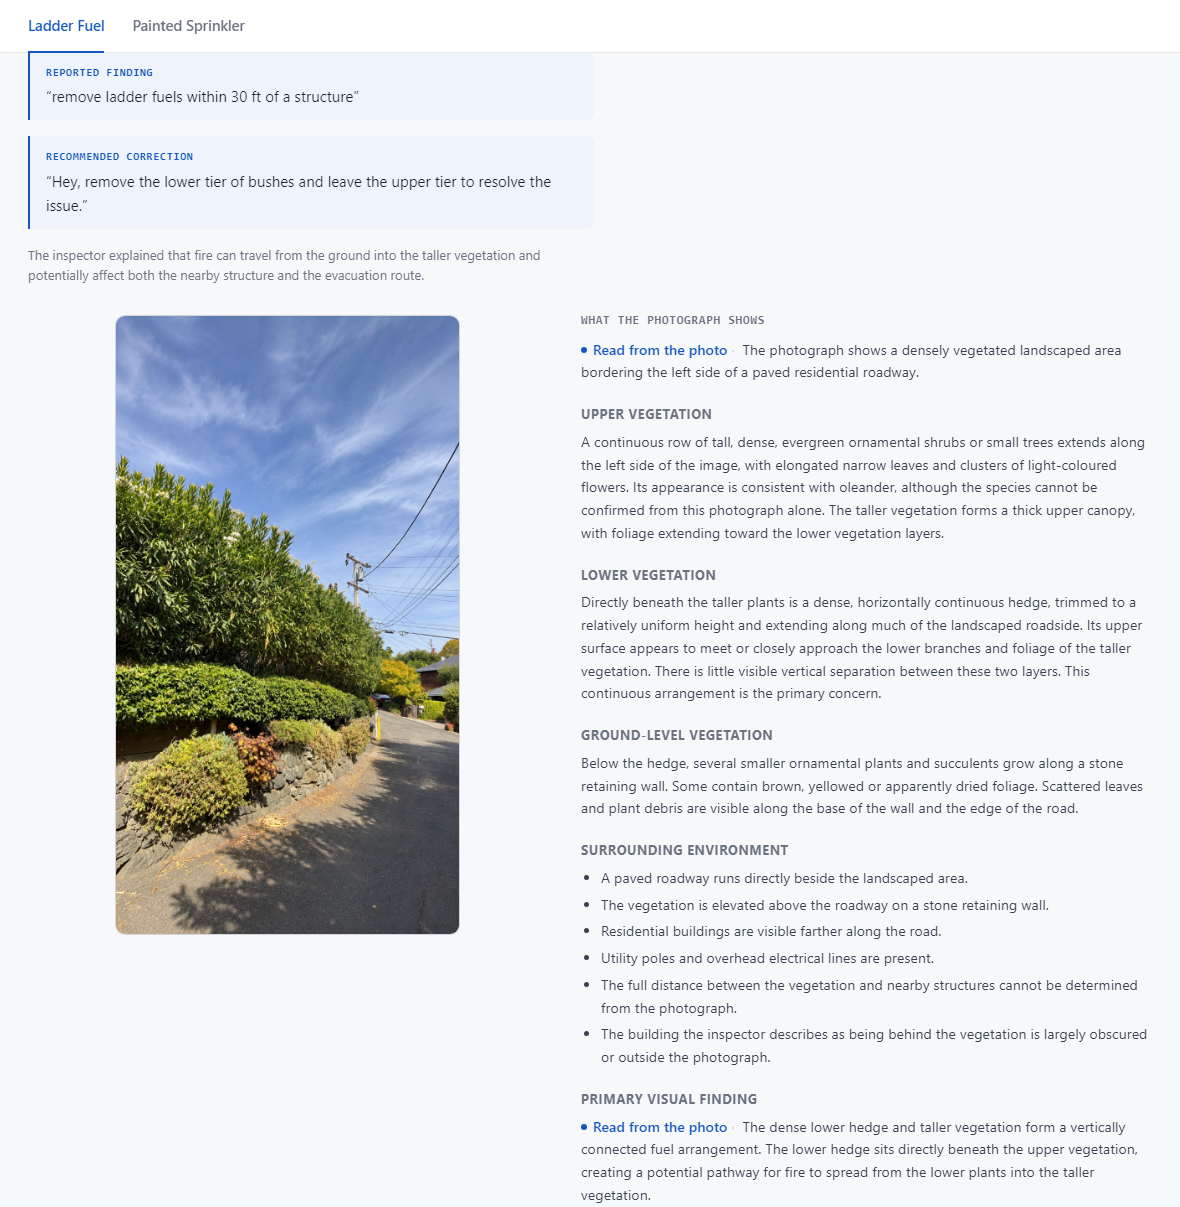 Ladder Fuel
Painted Sprinkler
REPORTED FINDING
“remove ladder fuels within 30 ft of a structure”
RECOMMENDED CORRECTION
“Hey, remove the lower tier of bushes and leave the upper tier to resolve the
issue.”
The inspector explained that fire can travel from the ground into the taller vegetation and
potentially affect both the nearby structure and the evacuation route.
WHAT THE PHOTOGRAPH SHOWS
Read from the photo · The photograph shows a densely vegetated landscaped area
bordering the left side of a paved residential roadway.
UPPER VEGETATION
A continuous row of tall, dense, evergreen ornamental shrubs or small trees extends along
the left side of the image, with elongated narrow leaves and clusters of light-coloured
flowers. Its appearance is consistent with oleander, although the species cannot be
confirmed from this photograph alone. The taller vegetation forms a thick upper canopy,
with foliage extending toward the lower vegetation layers.
LOWER VEGETATION
Directly beneath the taller plants is a dense, horizontally continuous hedge, trimmed to a
relatively uniform height and extending along much of the landscaped roadside. Its upper
surface appears to meet or closely approach the lower branches and foliage of the taller
vegetation. There is little visible vertical separation between these two layers. This
continuous arrangement is the primary concern.
GROUND-LEVEL VEGETATION
Below the hedge, several smaller ornamental plants and succulents grow along a stone
retaining wall. Some contain brown, yellowed or apparently dried foliage. Scattered leaves
and plant debris are visible along the base of the wall and the edge of the road.
SURROUNDING ENVIRONMENT
• A paved roadway runs directly beside the landscaped area.
• The vegetation is elevated above the roadway on a stone retaining wall.
• Residential buildings are visible farther along the road.
• Utility poles and overhead electrical lines are present.
• The full distance between the vegetation and nearby structures cannot be determined
from the photograph.
• The building the inspector describes as being behind the vegetation is largely obscured
or outside the photograph.
PRIMARY VISUAL FINDING
Read from the photo · The dense lower hedge and taller vegetation form a vertically
connected fuel arrangement. The lower hedge sits directly beneath the upper vegetation,
creating a potential pathway for fire to spread from the lower plants into the taller
vegetation.